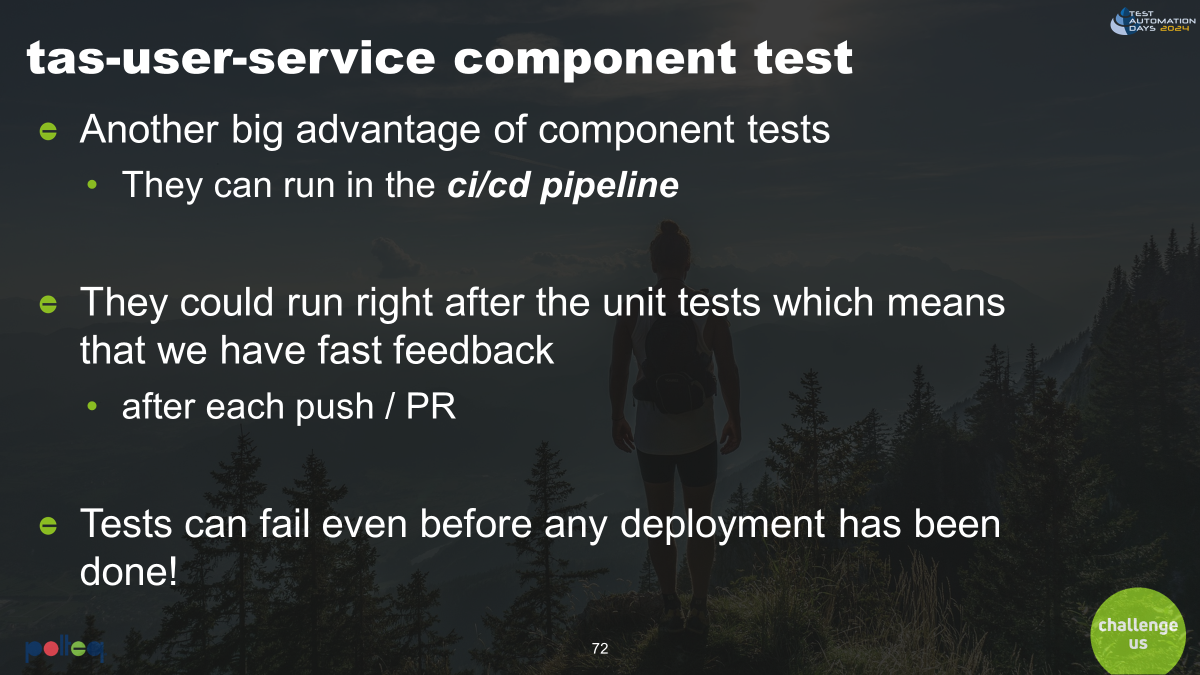 TEST
AUTOMATION
DAYS 2024
tas-user-service component test
Another big advantage of component tests
They can run in the ci/cd pipeline
They could run right after the unit tests which means
that we have fast feedback
after each push / PR
Tests can fail even before any deployment has been
done!
polteq
72
challenge
us